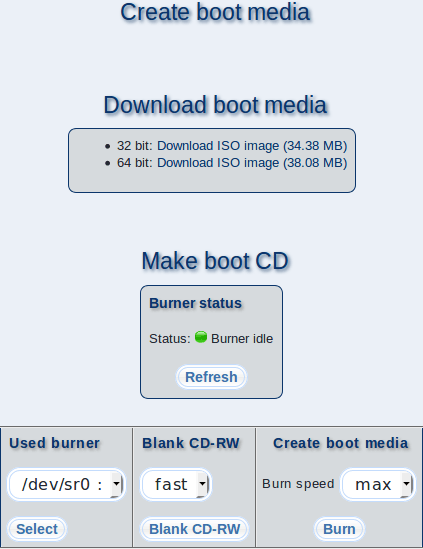 Create boot media
Download boot media
32 bit: Download ISO image (34.38 MB)
64 bit: Download ISO image (38.08 MB)
Make boot CD
Burner status
Status: Burner idle
Refresh
Used burner
/dev/sr0 :
Select
Blank CD-RW
fast
Blank CD-RW
Create boot media
Burn speed max
Burn